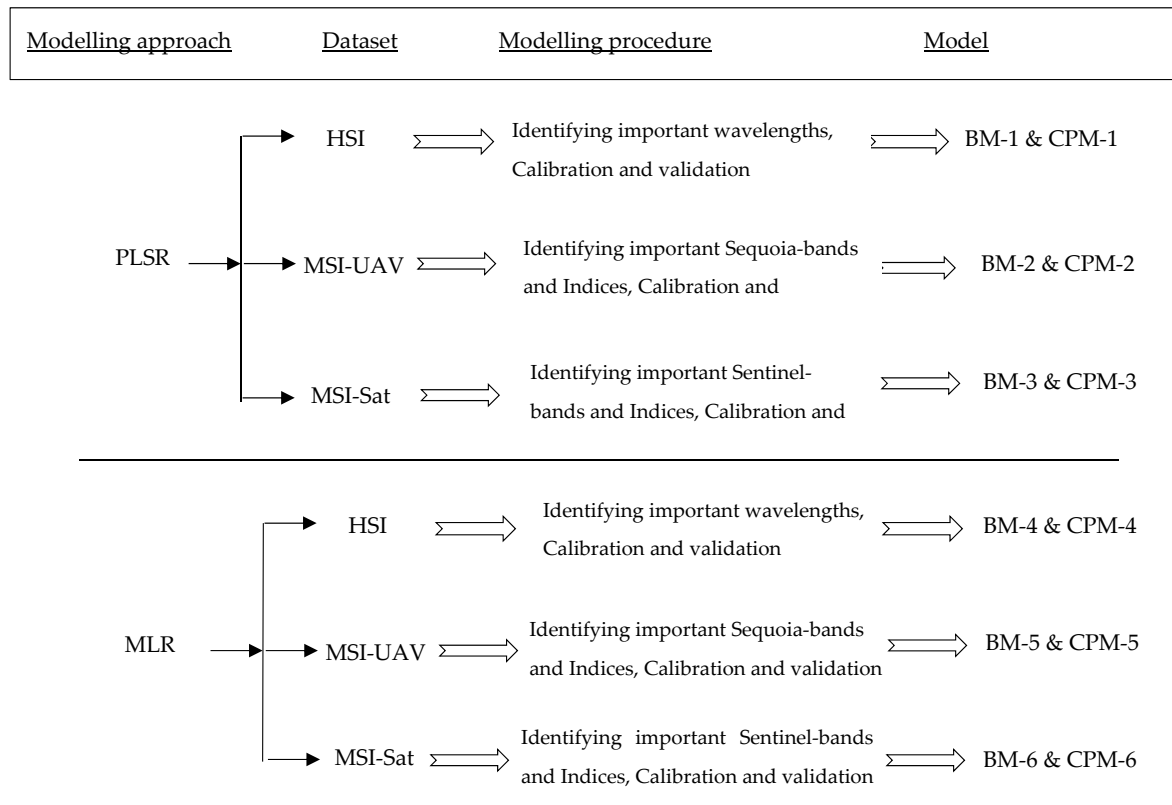 Modelling approach Dataset Modelling procedure Model
HSI
Identifying important wavelengths,
Calibration and validation
BM-1 & CPM-1
PLSR
MSI-UAV
Identifying important Sequoia-bands
and Indices, Calibration and
BM-2 & CPM-2
MSI-Sat
Identifying important Sentinel-
bands and Indices, Calibration and
BM-3 & CPM-3
HSI
Identifying important wavelengths,
Calibration and validation
BM-4 & CPM-4
MLR
MSI-UAV
Identifying important Sequoia-bands
and Indices, Calibration and validation
BM-5 & CPM-5
MSI-Sat
Identifying important Sentinel-bands
and Indices, Calibration and validation
BM-6 & CPM-6